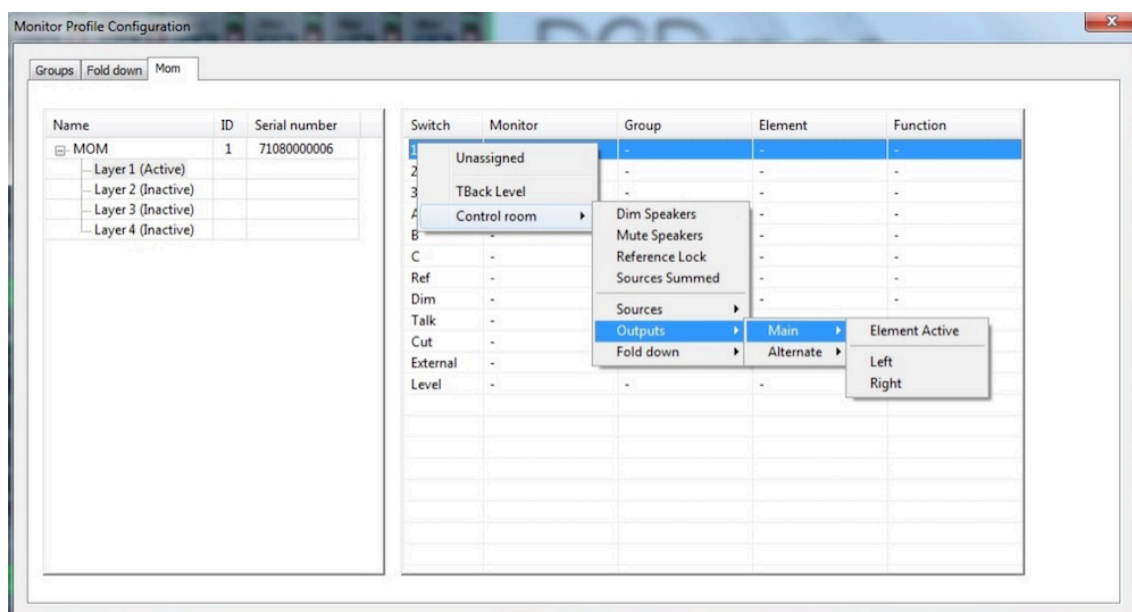 Monitor Profile Configuration
Groups Fold down Mom
Name ID Serial number
MOM 1 71080000006
Layer 1 (Active)
Layer 2 (Inactive)
Layer 3 (Inactive)
Layer 4 (Inactive)
Switch Monitor Group Element Function
1 - - -
2 - - -
3 - - -
A - -
B - - -
C - - -
Ref - - -
Dim - - -
Talk - -
Cut -
External -
Level - - - -
Unassigned
TBack Level
Control room
Dim Speakers
Mute Speakers
Reference Lock
Sources Summed
Sources
Outputs
Fold down
Main
Alternate
Element Active
Left
Right